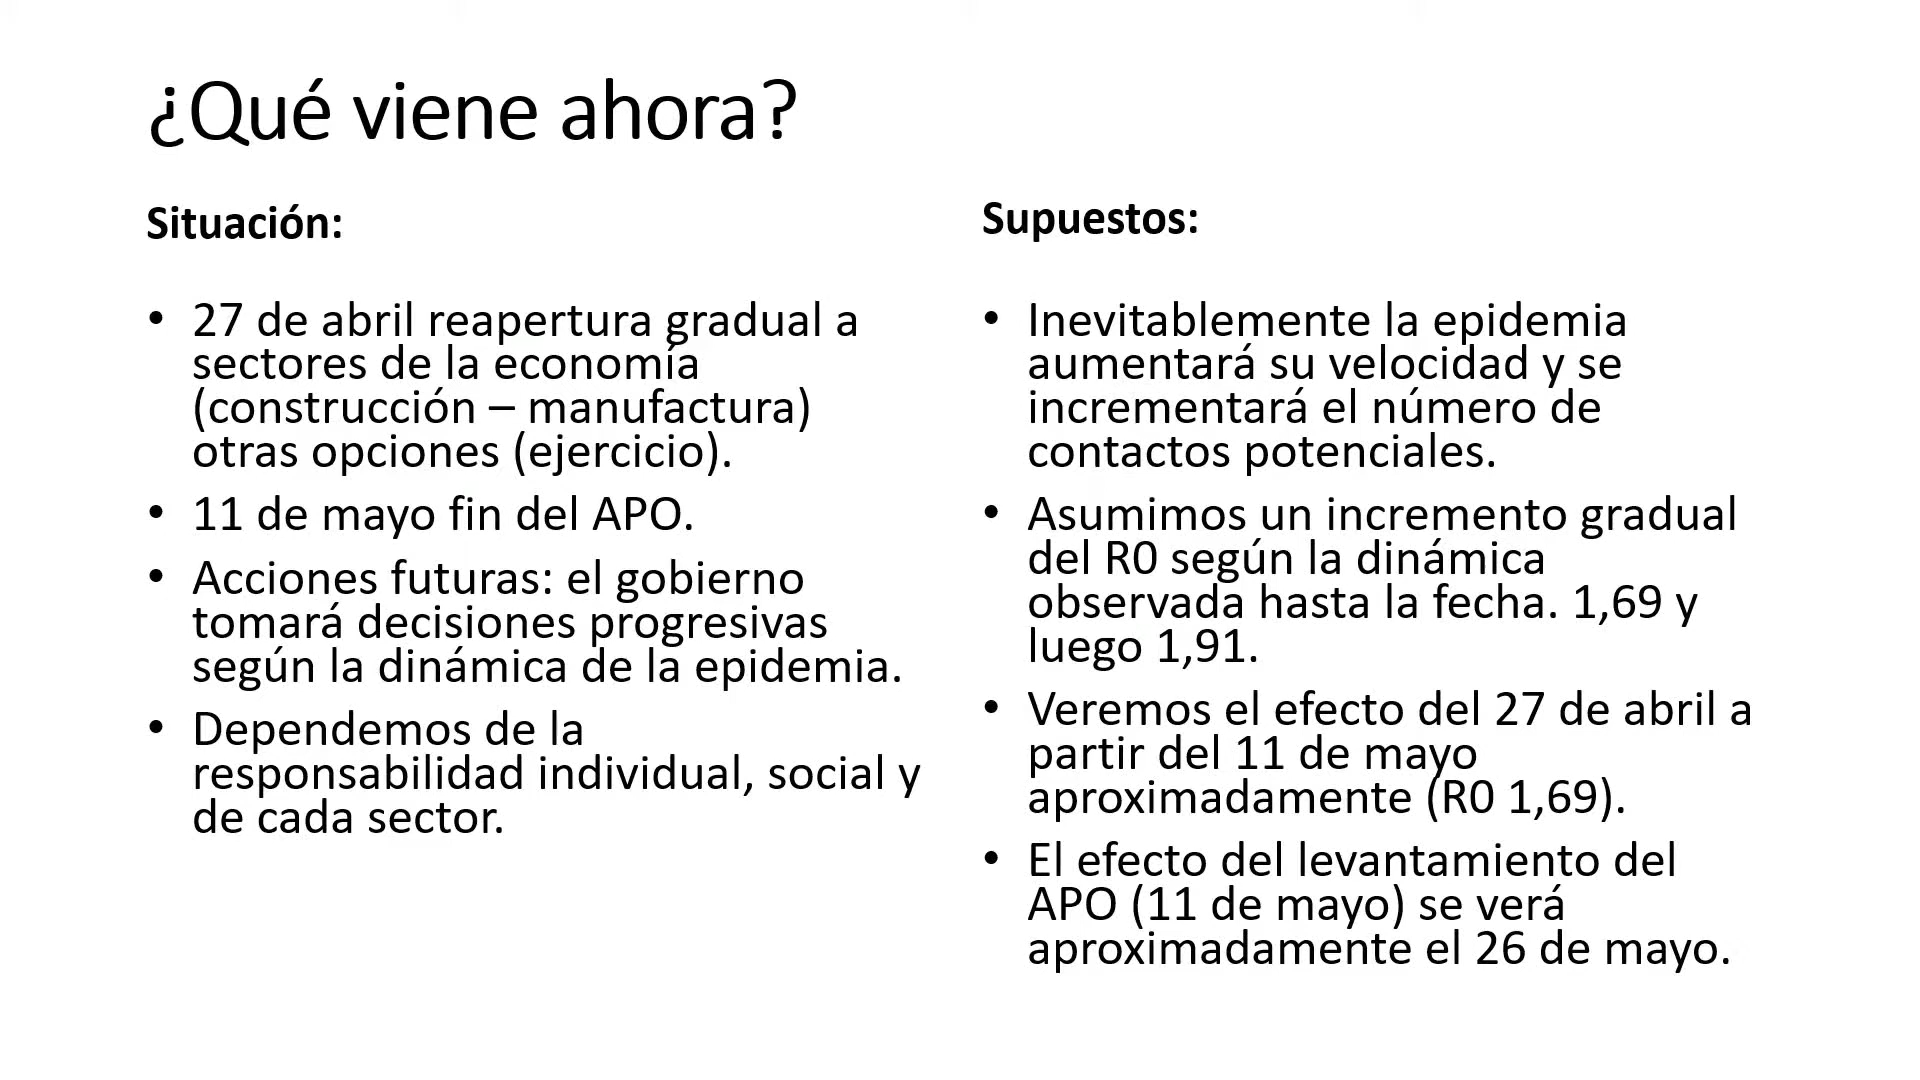 ¿Qué viene ahora?
Situación:
• 27 de abril reapertura gradual a
sectores de la economía
(construcción – manufactura)
otras opciones (ejercicio).
• 11 de mayo fin del APO.
• Acciones futuras: el gobierno
tomará decisiones progresivas
según la dinámica de la epidemia.
• Dependemos de la
responsabilidad individual, social y
de cada sector.
Supuestos:
• Inevitablemente la epidemia
aumentará su velocidad y se
incrementará el número de
contactos potenciales.
• Asumimos un incremento gradual
del R0 según la dinámica
observada hasta la fecha. 1,69 y
luego 1,91.
• Veremos el efecto del 27 de abril a
partir del 11 de mayo
aproximadamente (R0 1,69).
• El efecto del levantamiento del
APO (11 de mayo) se verá
aproximadamente el 26 de mayo.